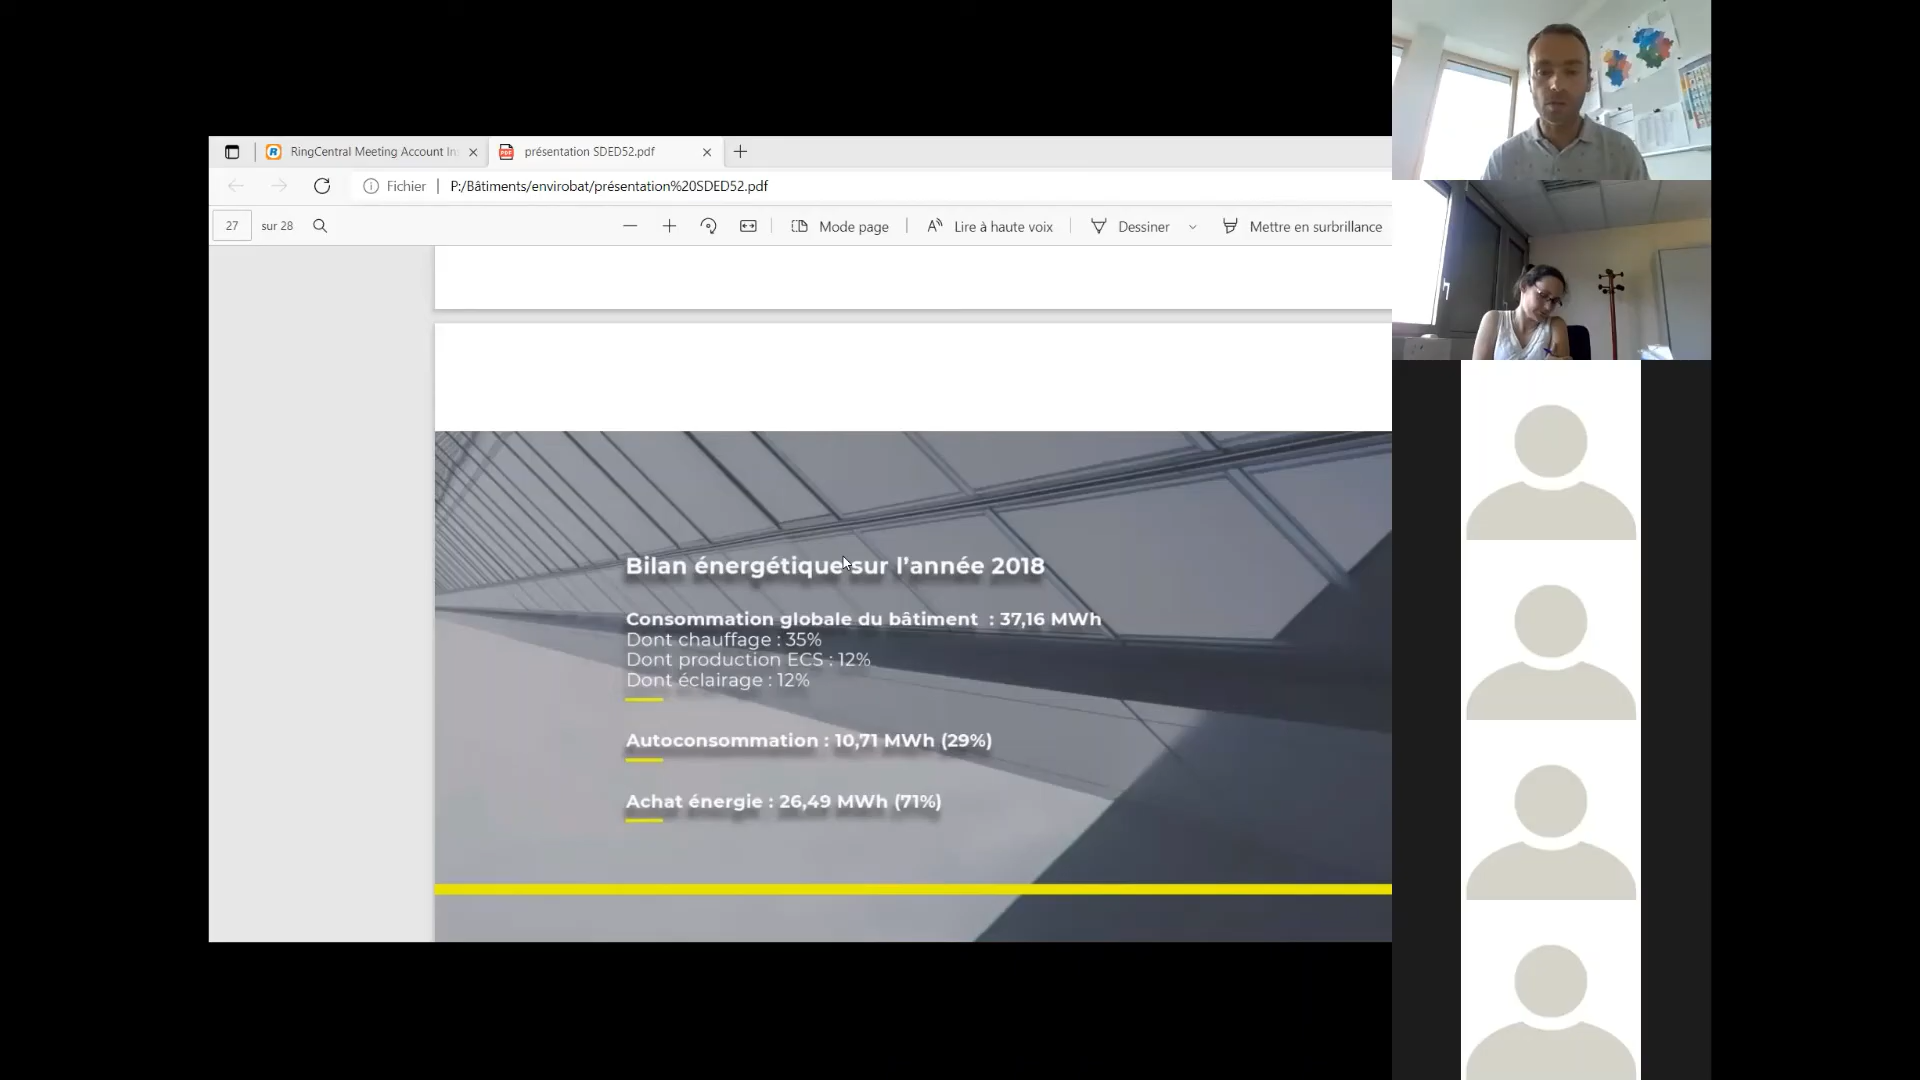 RingCentral Meeting Account In
présentation SDED52.pdf
Fichier
P:/Bâtiments/envirobat/présentation%20SDED52.pdf
27
sur 28
Mode page
Lire à haute voix
Dessiner
Mettre en surbrillance
Bilan énergétique sur l’année 2018
Consommation globale du bâtiment : 37,16 MWh
Dont chauffage : 35%
Dont production ECS : 12%
Dont éclairage : 12%
Autoconsommation : 10,71 MWh (29%)
Achat énergie : 26,49 MWh (71%)